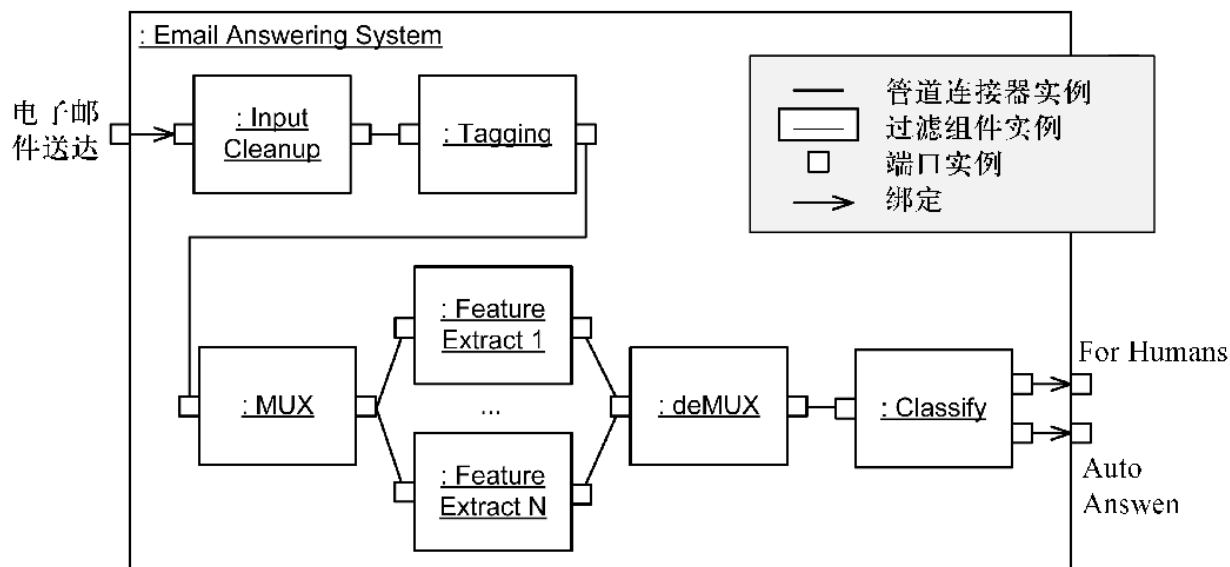 : Email Answering System
电子邮
件送达
: Input
Cleanup
: Tagging
管道连接器实例
过滤组件实例
端口实例
绑定
: MUX
: Feature
Extract 1
...
: Feature
Extract N
: deMUX
: Classify
For Humans
Auto
Answen